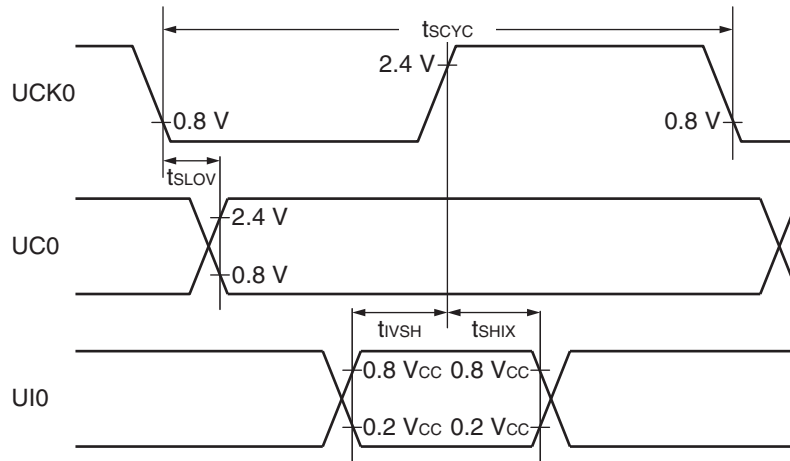 tSCYC
2.4 V
UCK0
0.8 V
0.8 V
tSLOV
2.4 V
UC0
0.8 V
tIVSH
tSHIX
0.8 VCC
0.8 VCC
UI0
0.2 VCC
0.2 VCC